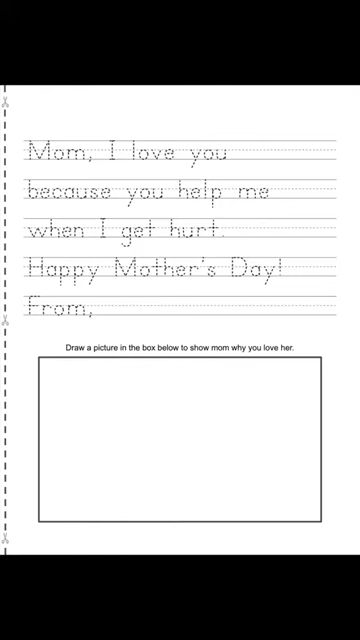 Mom, I love you
because you help me
when I get hurt.
Happy Mother's Day!
From,
Draw a picture in the box below to show mom why you love her.